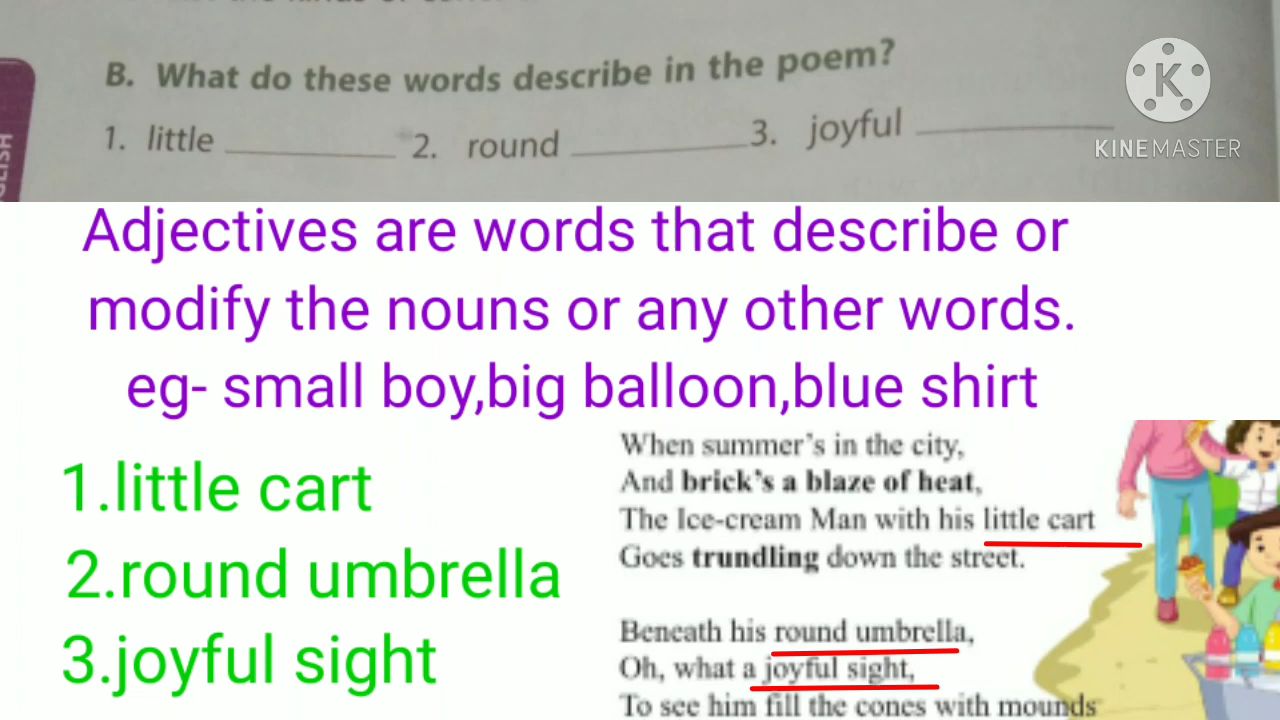 B. What do these words describe in the poem?
1. little __________ 2. round __________ 3. joyful __________
KINEMASTER
Adjectives are words that describe or
modify the nouns or any other words.
eg- small boy,big balloon,blue shirt
1.little cart
2.round umbrella
3.joyful sight
When summer's in the city,
And brick's a blaze of heat,
The Ice-cream Man with his little cart
Goes trundling down the street.
Beneath his round umbrella,
Oh, what a joyful sight,
To see him fill the cones with mounds